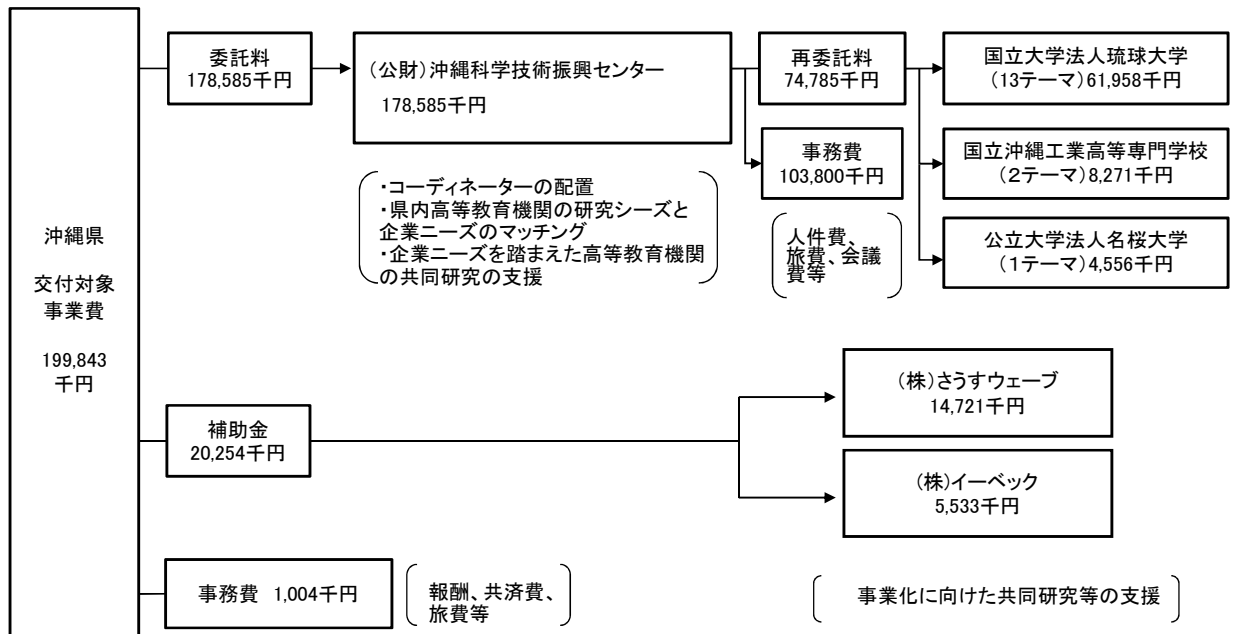 沖縄県
交付対象
事業費
199,843
千円
委託料
178,585千円
(公財)沖縄科学技術振興センター
178,585千円
・コーディネーターの配置
・県内高等教育機関の研究シーズと
企業ニーズのマッチング
・企業ニーズを踏まえた高等教育機関
の共同研究の支援
再委託料
74,785千円
事務費
103,800千円
人件費、
旅費、会議
費等
国立大学法人琉球大学
(13テーマ)61,958千円
国立沖縄工業高等専門学校
(2テーマ)8,271千円
公立大学法人名桜大学
(1テーマ)4,556千円
補助金
20,254千円
(株)さうすウェーブ
14,721千円
(株)イーベック
5,533千円
事務費 1,004千円
報酬、共済費、
旅費等
事業化に向けた共同研究等の支援